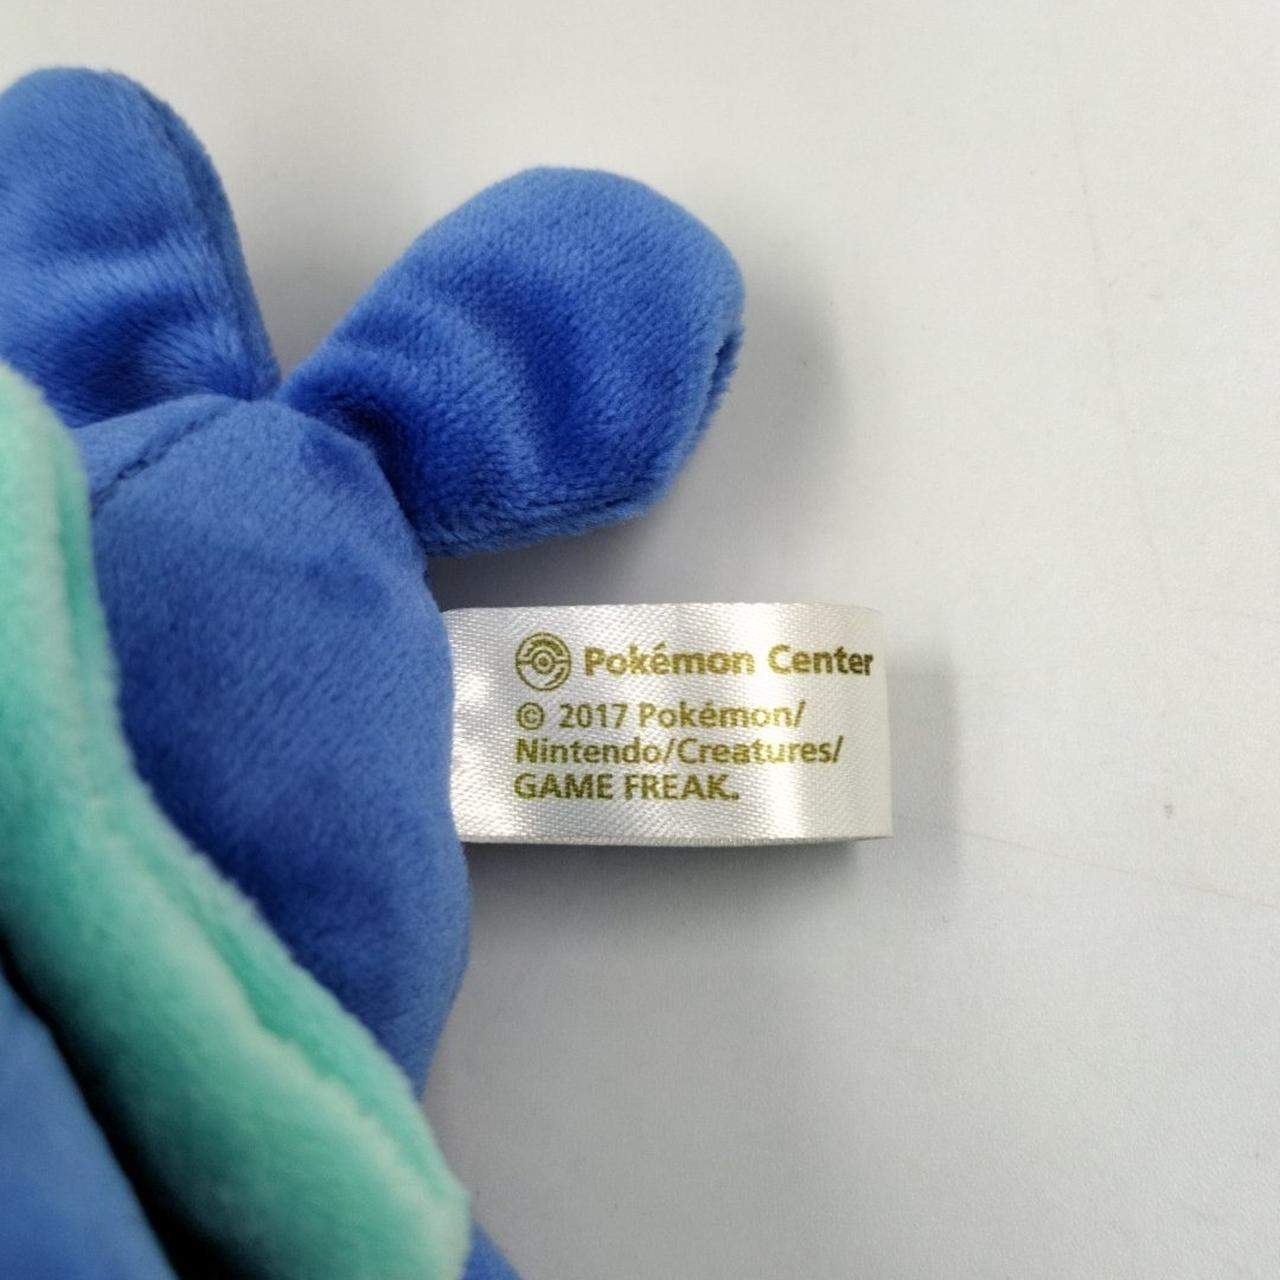 Pokémon Center
© 2017 Pokémon/
Nintendo/Creatures/
GAME FREAK.